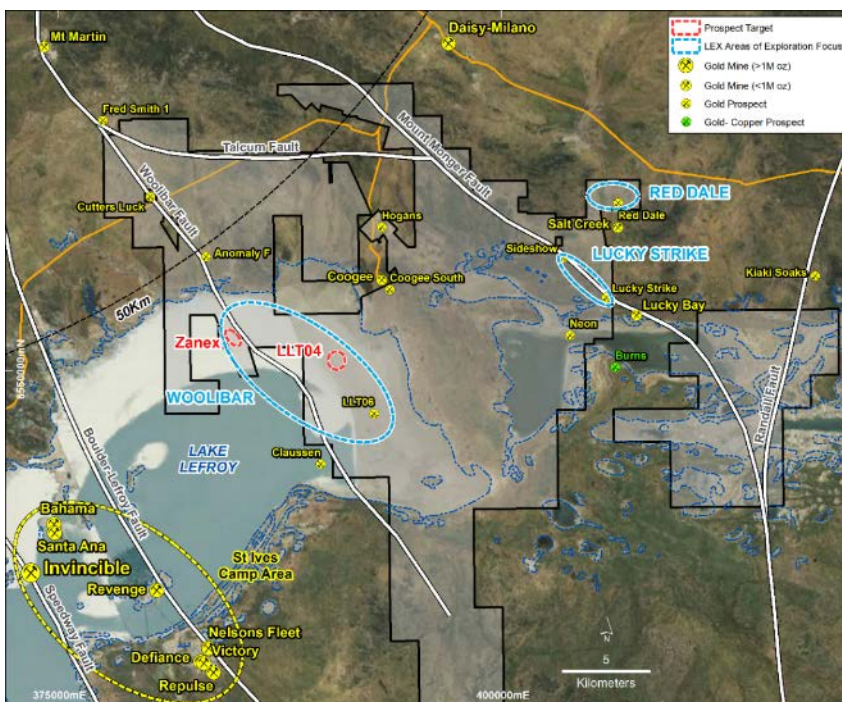 Mt Martin
Daisy-Milano
Prospect Target
LEX Areas of Exploration Focus
Gold Mine (>1M oz)
Gold Mine (<1M oz)
Gold Prospect
Gold- Copper Prospect
Fred Smith 1
Talcum Fault
Mount Monger Fault
Woolibar Fault
Cutters Luck
RED DALE
Red Dale
Salt Creek
Hogans
Sideshow
Anomaly F
LUCKY STRIKE
Coogee
Coogee South
Kiaki Soaks
Lucky Strike
Lucky Bay
50Km
Zanex
LLT04
Neon
Burns
6550000mN
WOOLIBAR
LLT06
Randall Fault
LAKE
LEFROY
Claussen
Boulder-Lefroy Fault
Bahama
Santa Ana
St Ives
Camp Area
Invincible
Revenge
Speedway Fault
Nelsons Fleet
Victory
Defiance
Repulse
N
5
Kilometers
375000mE
400000mE